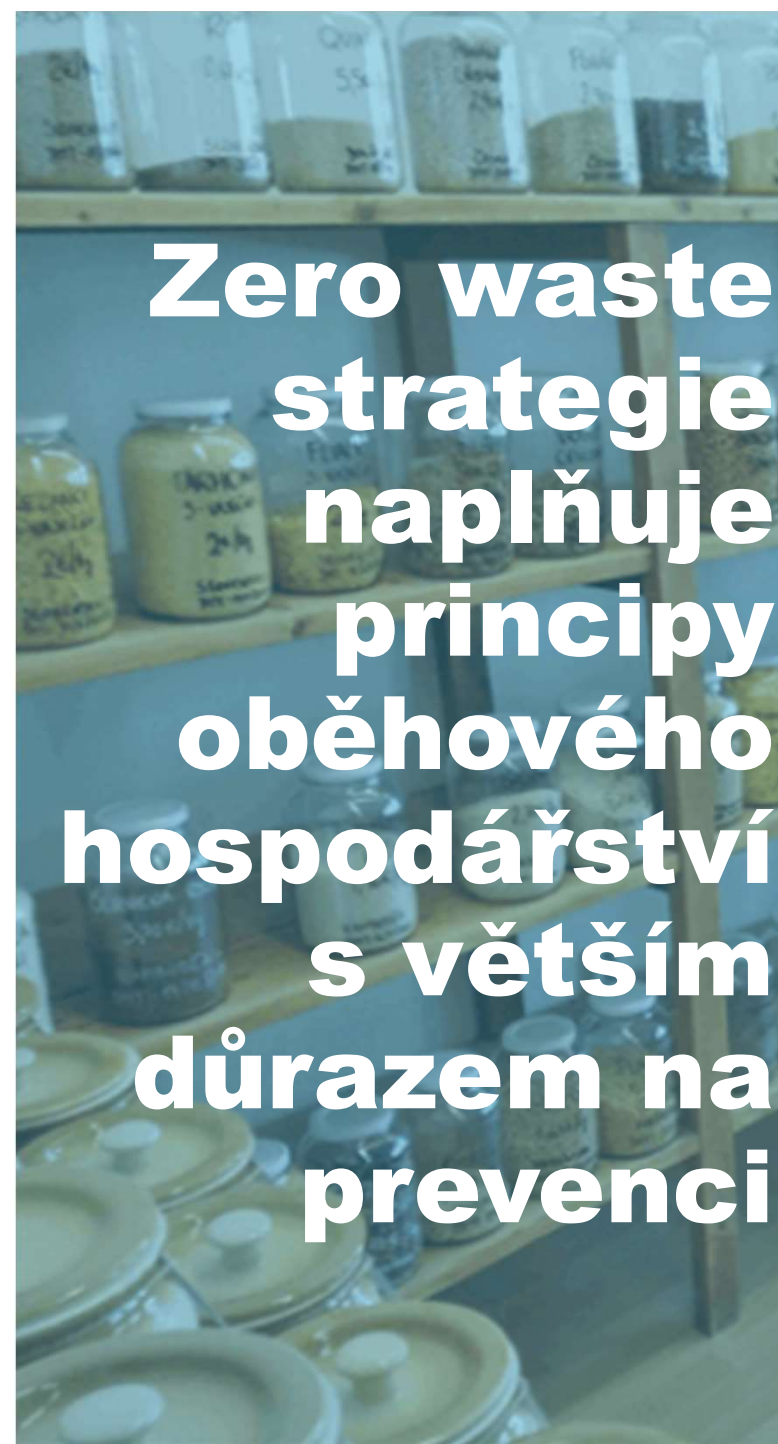 Zero waste
strategie
naplňuje
principy
oběhového
hospodářství
s větším
důrazem na
prevenci